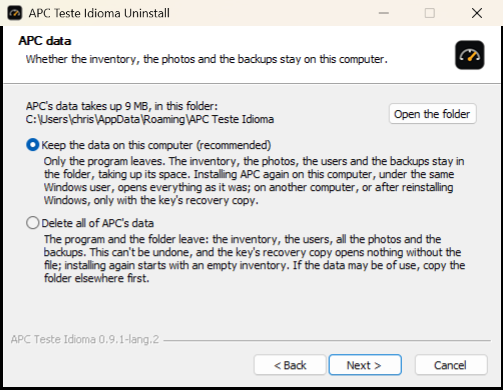 APC Teste Idioma Uninstall
APC data
Whether the inventory, the photos and the backups stay on this computer.
APC's data takes up 9 MB, in this folder:
C:\Users\chris\AppData\Roaming\APC Teste Idioma
Open the folder
Keep the data on this computer (recommended)
Only the program leaves. The inventory, the photos, the users and the backups stay in
the folder, taking up its space. Installing APC again on this computer, under the same
Windows user, opens everything as it was; on another computer, or after reinstalling
Windows, only with the key's recovery copy.
Delete all of APC's data
The program and the folder leave: the inventory, the users, all the photos and the
backups. This can't be undone, and the key's recovery copy opens nothing without the
file; installing again starts with an empty inventory. If the data may be of use, copy the
folder elsewhere first.
APC Teste Idioma 0.9.1-lang.2
< Back
Next >
Cancel